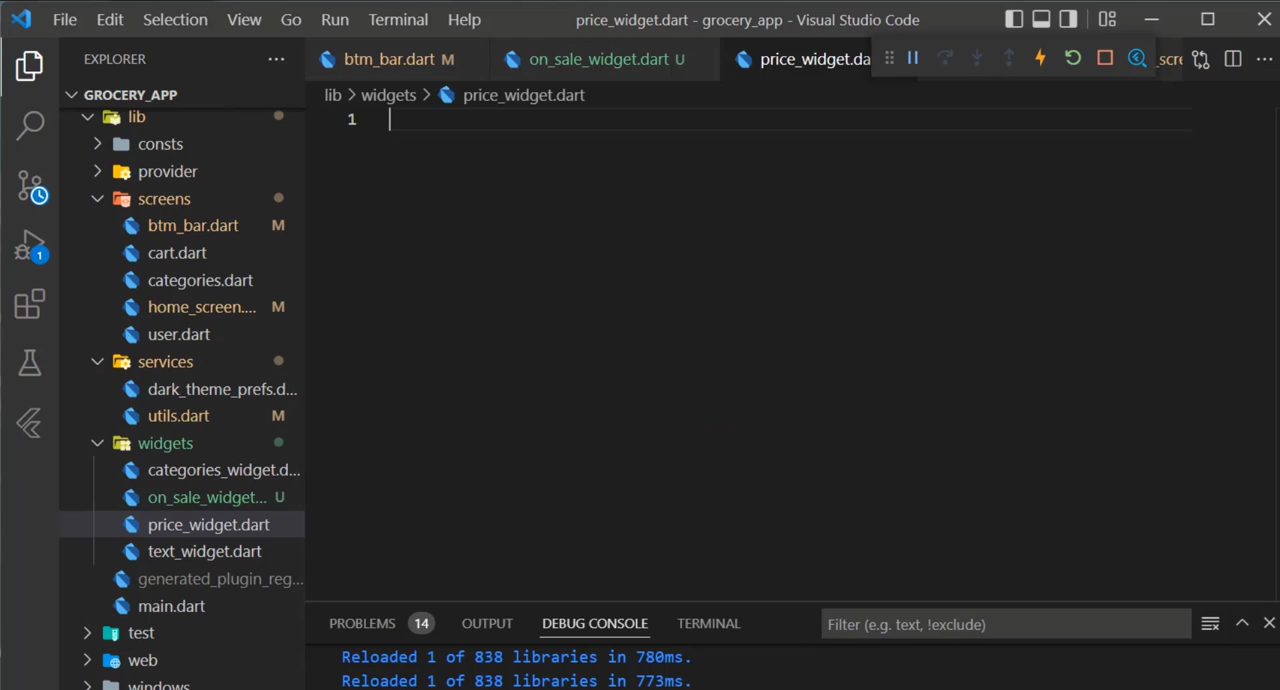 File Edit Selection View Go Run Terminal Help price_widget.dart - grocery_app - Visual Studio Code
EXPLORER
btm_bar.dart M on_sale_widget.dart U price_widget.da _scre
GROCERY_APP
lib > widgets > price_widget.dart
lib
1
consts
provider
screens
btm_bar.dart M
cart.dart
1
categories.dart
home_screen.... M
user.dart
services
dark_theme_prefs.d...
utils.dart M
widgets
categories_widget.d...
on_sale_widget... U
price_widget.dart
text_widget.dart
generated_plugin_reg...
main.dart
test
web
windows
PROBLEMS 14 OUTPUT DEBUG CONSOLE TERMINAL Filter (e.g. text, !exclude)
Reloaded 1 of 838 libraries in 780ms.
Reloaded 1 of 838 libraries in 773ms.